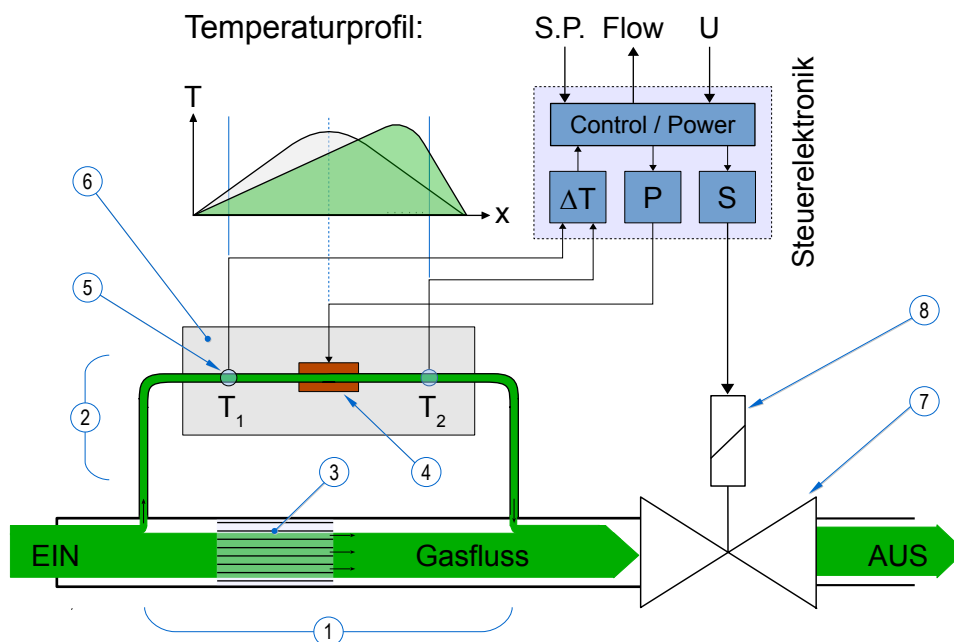 Temperaturprofil:
S.P. Flow U
Steuerelektronik
Control / Power
ΔT P S
T
x
6
5
2
T1 T2
4
3
8
7
EIN Gasfluss AUS
1